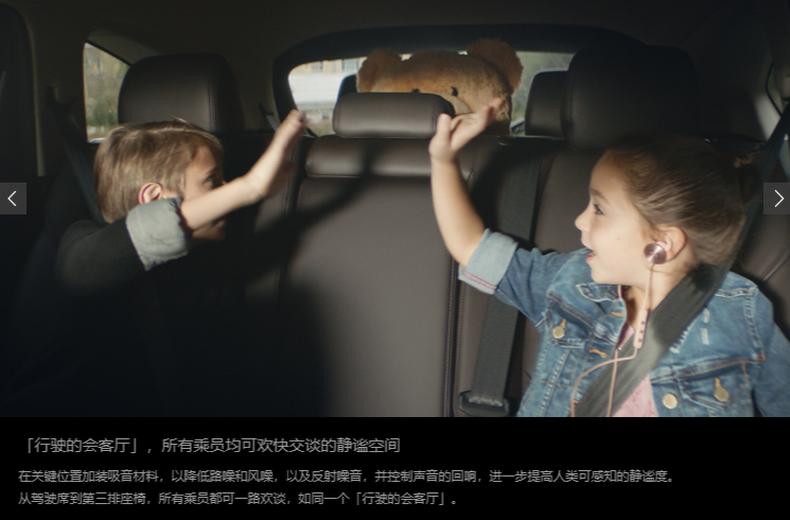 「行驶的会客厅」，所有乘员均可欢快交谈的静谧空间
在关键位置加装吸音材料，以降低路噪和风噪，以及反射噪音，并控制声音的回响，进一步提高人类可感知的静谧度。
从驾驶席到第三排座椅，所有乘员都可一路欢谈，如同一个「行驶的会客厅」。